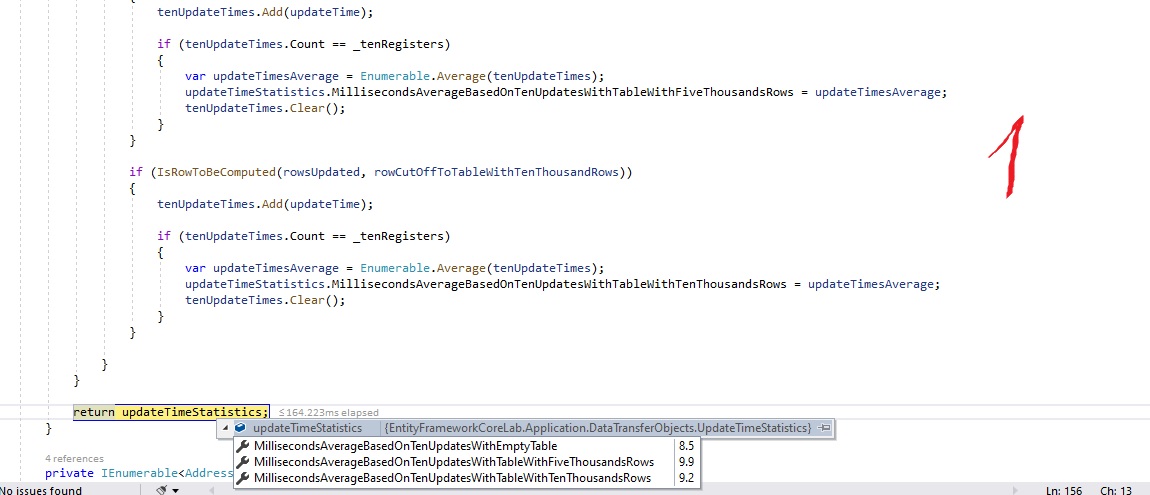 {
tenUpdateTimes.Add(updateTime);
if (tenUpdateTimes.Count == _tenRegisters)
{
var updateTimesAverage = Enumerable.Average(tenUpdateTimes);
updateTimeStatistics.MillisecondsAverageBasedOnTenUpdatesWithTableWithFiveThousandsRows = updateTimesAverage;
tenUpdateTimes.Clear();
}
}
1
if (IsRowToBeComputed(rowsUpdated, rowCutOffToTableWithTenThousandRows))
{
tenUpdateTimes.Add(updateTime);
if (tenUpdateTimes.Count == _tenRegisters)
{
var updateTimesAverage = Enumerable.Average(tenUpdateTimes);
updateTimeStatistics.MillisecondsAverageBasedOnTenUpdatesWithTableWithTenThousandsRows = updateTimesAverage;
tenUpdateTimes.Clear();
}
}
}
}
return updateTimeStatistics; ≤164.223ms elapsed
}
updateTimeStatistics {EntityFrameworkCoreLab.Application.DataTransferObjects.UpdateTimeStatistics}
MillisecondsAverageBasedOnTenUpdatesWithEmptyTable 8.5
MillisecondsAverageBasedOnTenUpdatesWithTableWithFiveThousandsRows 9.9
MillisecondsAverageBasedOnTenUpdatesWithTableWithTenThousandsRows 9.2
4 references
private IEnumerable<Address
No issues found
Ln: 156 Ch: 13